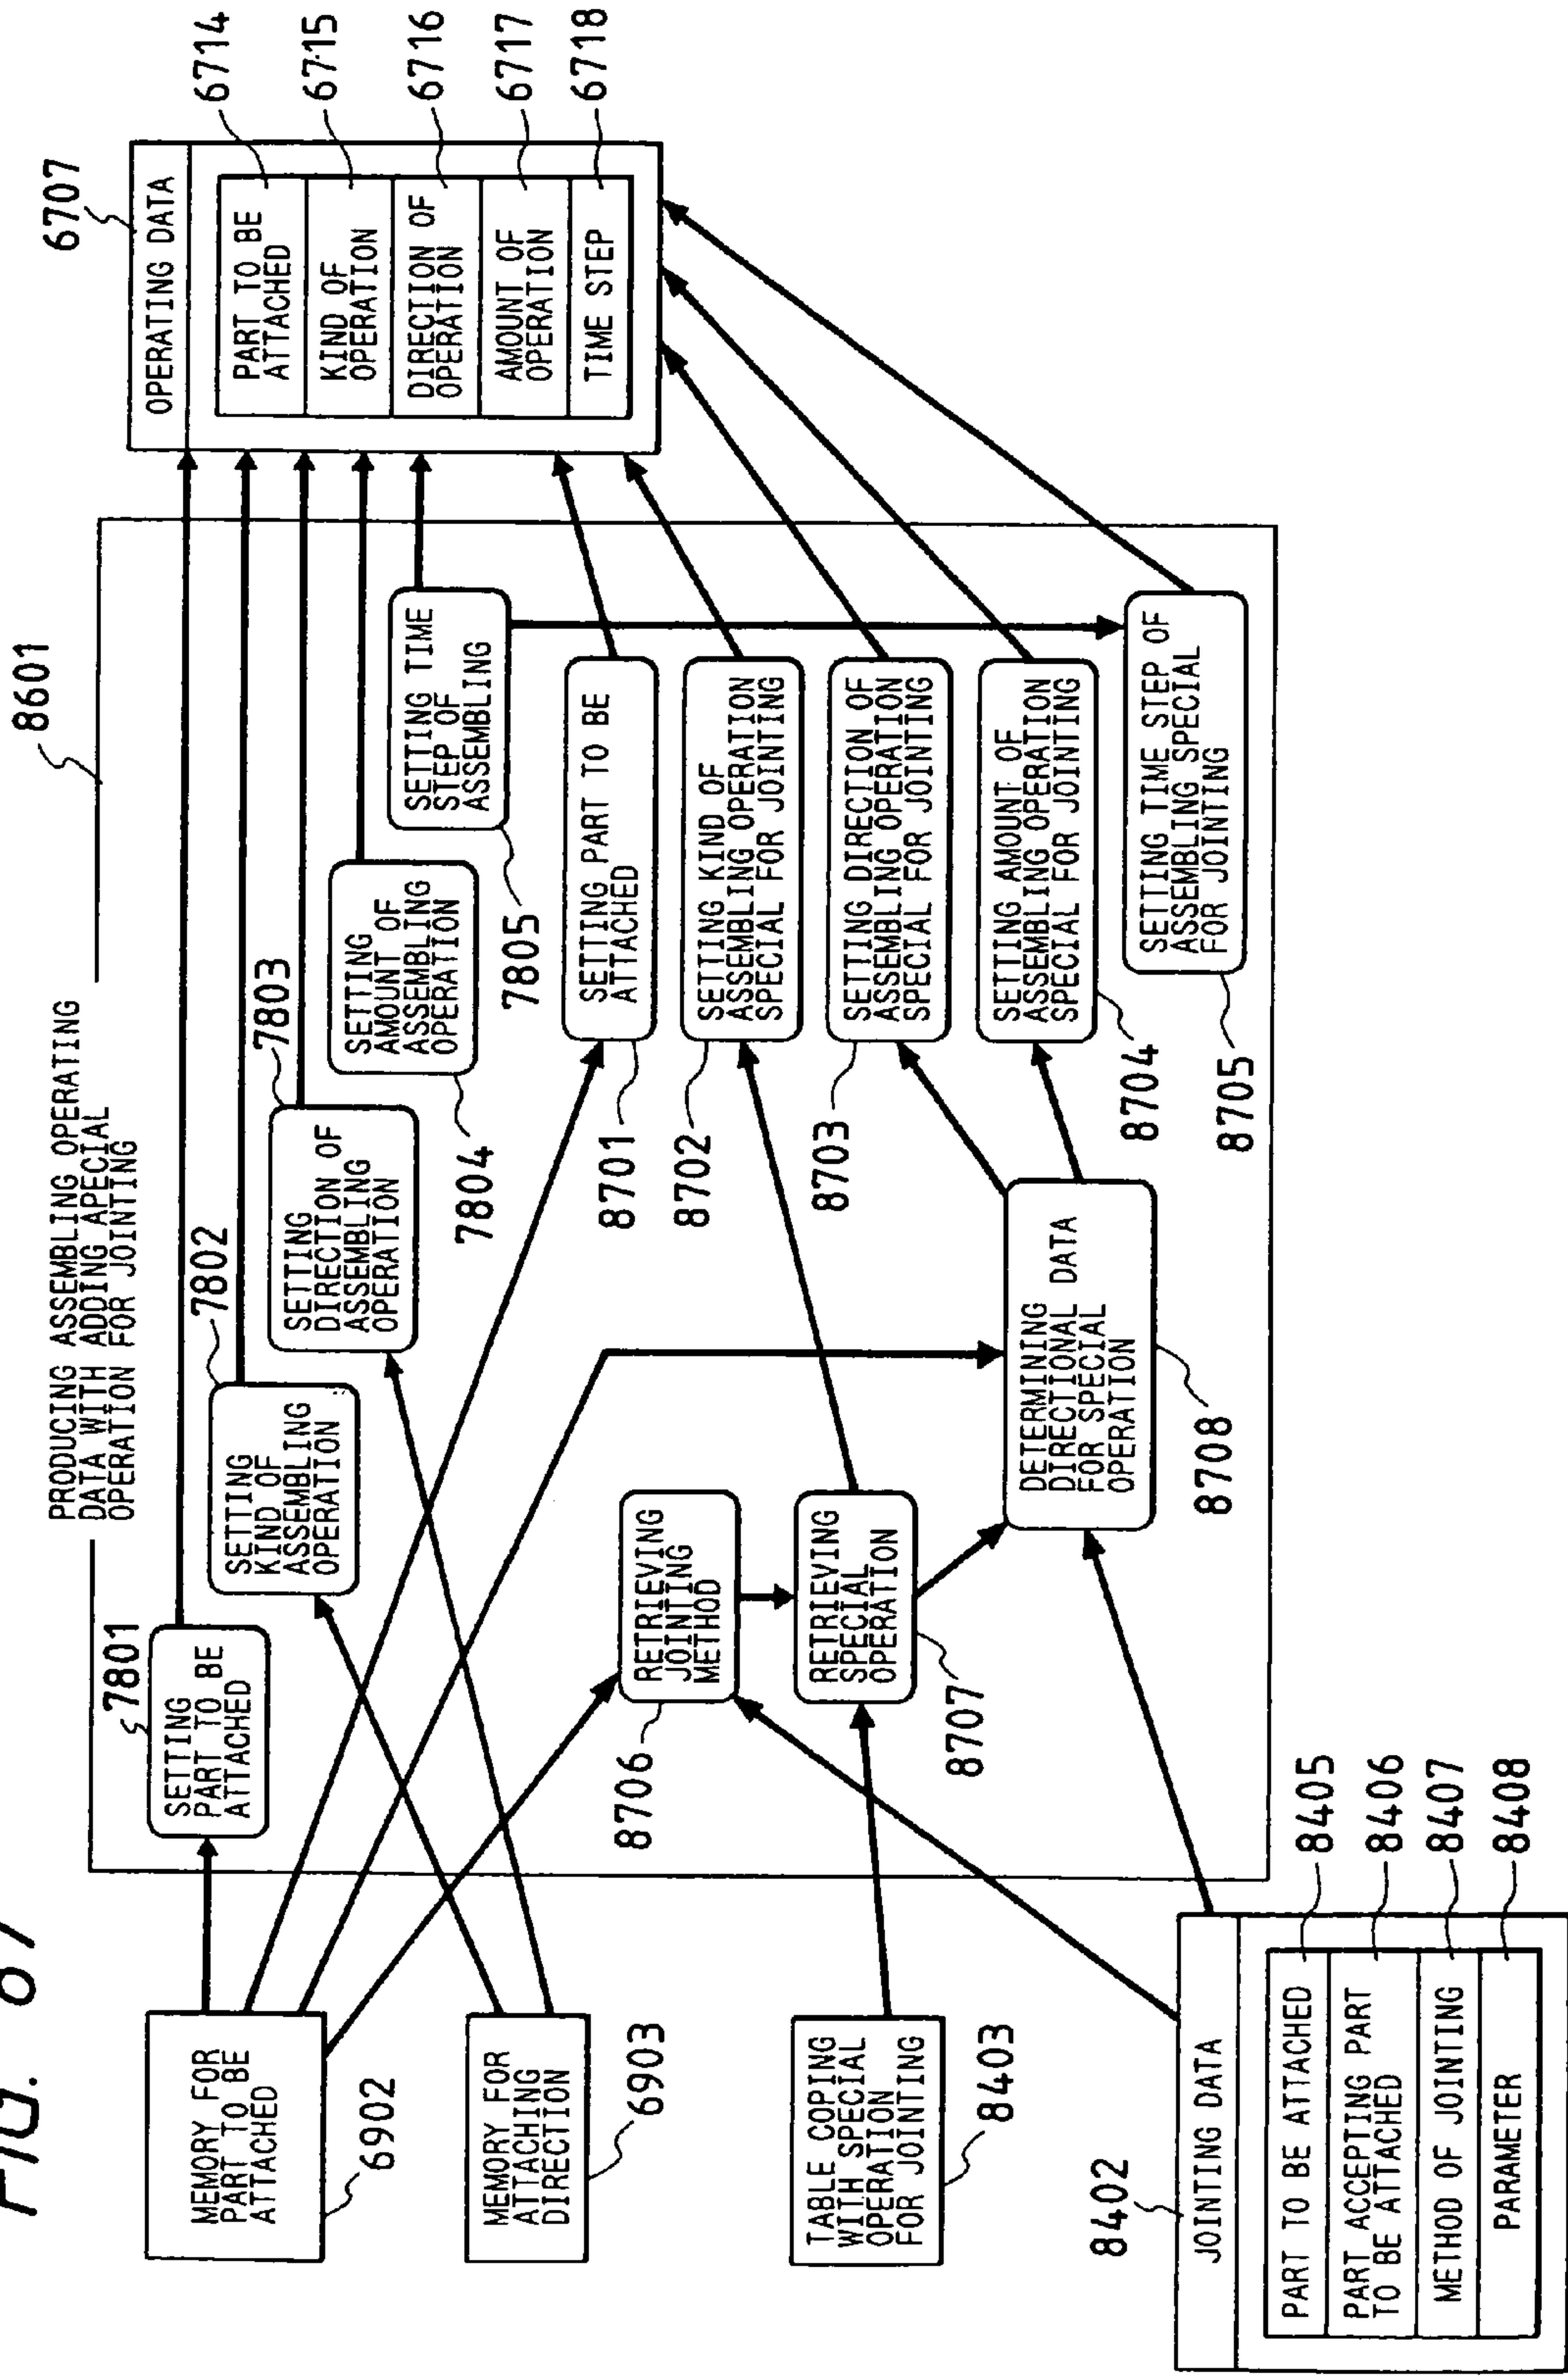 FIG. 87
8601
PRODUCING ASSEMBLING OPERATING
DATA WITH ADDING APECIAL
OPERATION FOR JOINTING
MEMORY FOR
PART TO BE
ATTACHED
6902
MEMORY FOR
ATTACHING
DIRECTION
6903
TABLE COPING
WITH SPECIAL
OPERATION
FOR JOINTING
8403
8402
JOINTING DATA
PART TO BE ATTACHED
8405
PART ACCEPTING PART
TO BE ATTACHED
8406
METHOD OF JOINTING
8407
PARAMETER
8408
7801
SETTING
PART TO BE
ATTACHED
7802
SETTING
KIND OF
ASSEMBLING
OPERATION
7803
SETTING
DIRECTION OF
ASSEMBLING
OPERATION
SETTING
AMOUNT OF
ASSEMBLING
OPERATION
7804
SETTING TIME
STEP OF
ASSEMBLING
7805
RETRIEVING
JOINTING
METHOD
8706
RETRIEVING
SPECIAL
OPERATION
8707
DETERMINING
DIRECTIONAL DATA
FOR SPECIAL
OPERATION
8708
SETTING PART TO BE
ATTACHED
8701
SETTING KIND OF
ASSEMBLING OPERATION
SPECIAL FOR JOINTING
8702
SETTING DIRECTION OF
ASSEMBLING OPERATION
SPECIAL FOR JOINTING
8703
SETTING AMOUNT OF
ASSEMBLING OPERATION
SPECIAL FOR JOINTING
8704
SETTING TIME STEP OF
ASSEMBLING SPECIAL
FOR JOINTING
8705
6707
OPERATING DATA
PART TO BE
ATTACHED
6714
KIND OF
OPERATION
6715
DIRECTION OF
OPERATION
6716
AMOUNT OF
OPERATION
6717
TIME STEP
6718